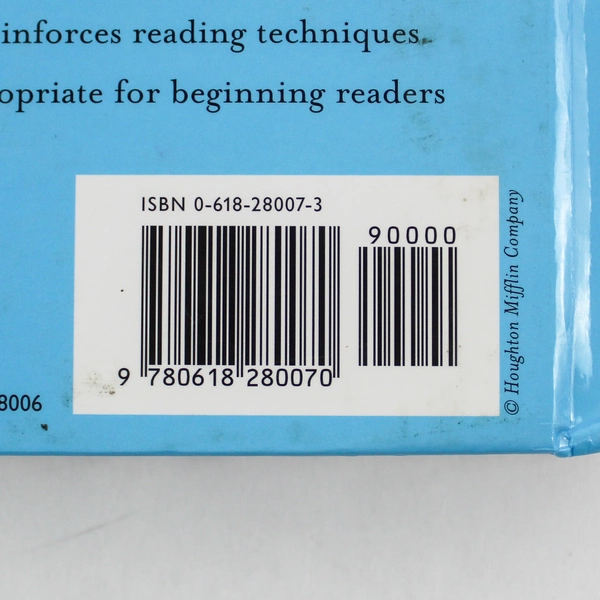 inforces reading techniques
opriate for beginning readers
ISBN 0-618-28007-3
90000
9 780618 280070
8006
© Houghton Mifflin Company